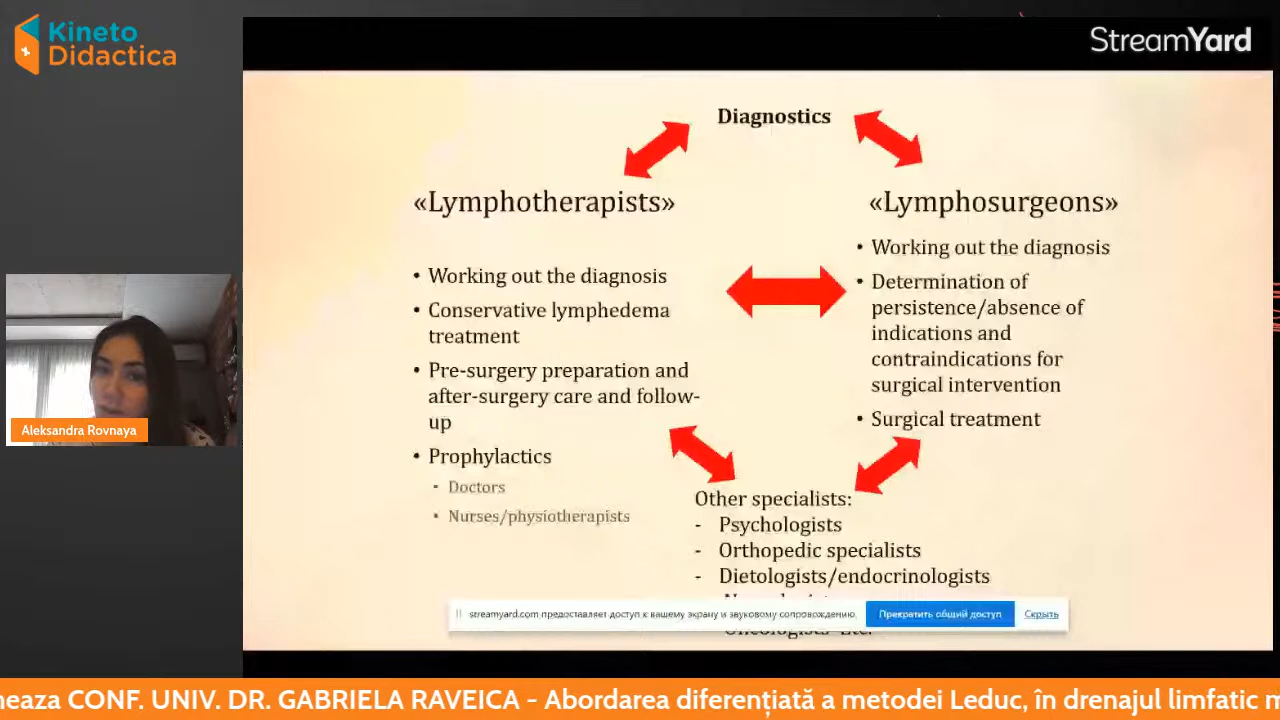 Kineto
Didactica
StreamYard
Diagnostics
«Lymphotherapists»
• Working out the diagnosis
• Conservative lymphedema
treatment
• Pre-surgery preparation and
after-surgery care and follow-
up
• Prophylactics
• Doctors
• Nurses/physiotherapists
«Lymphosurgeons»
• Working out the diagnosis
• Determination of
persistence/absence of
indications and
contraindications for
surgical intervention
• Surgical treatment
Other specialists:
- Psychologists
- Orthopedic specialists
- Dietologists/endocrinologists
streamyard.com предоставляет доступ к вашему экрану и звуковому сопровождению.
Прекратить общий доступ
Скрыть
Aleksandra Rovnaya
CONF. UNIV. DR. GABRIELA RAVEICA - Abordarea diferențiată a metodei Leduc, în drenajul limfatic